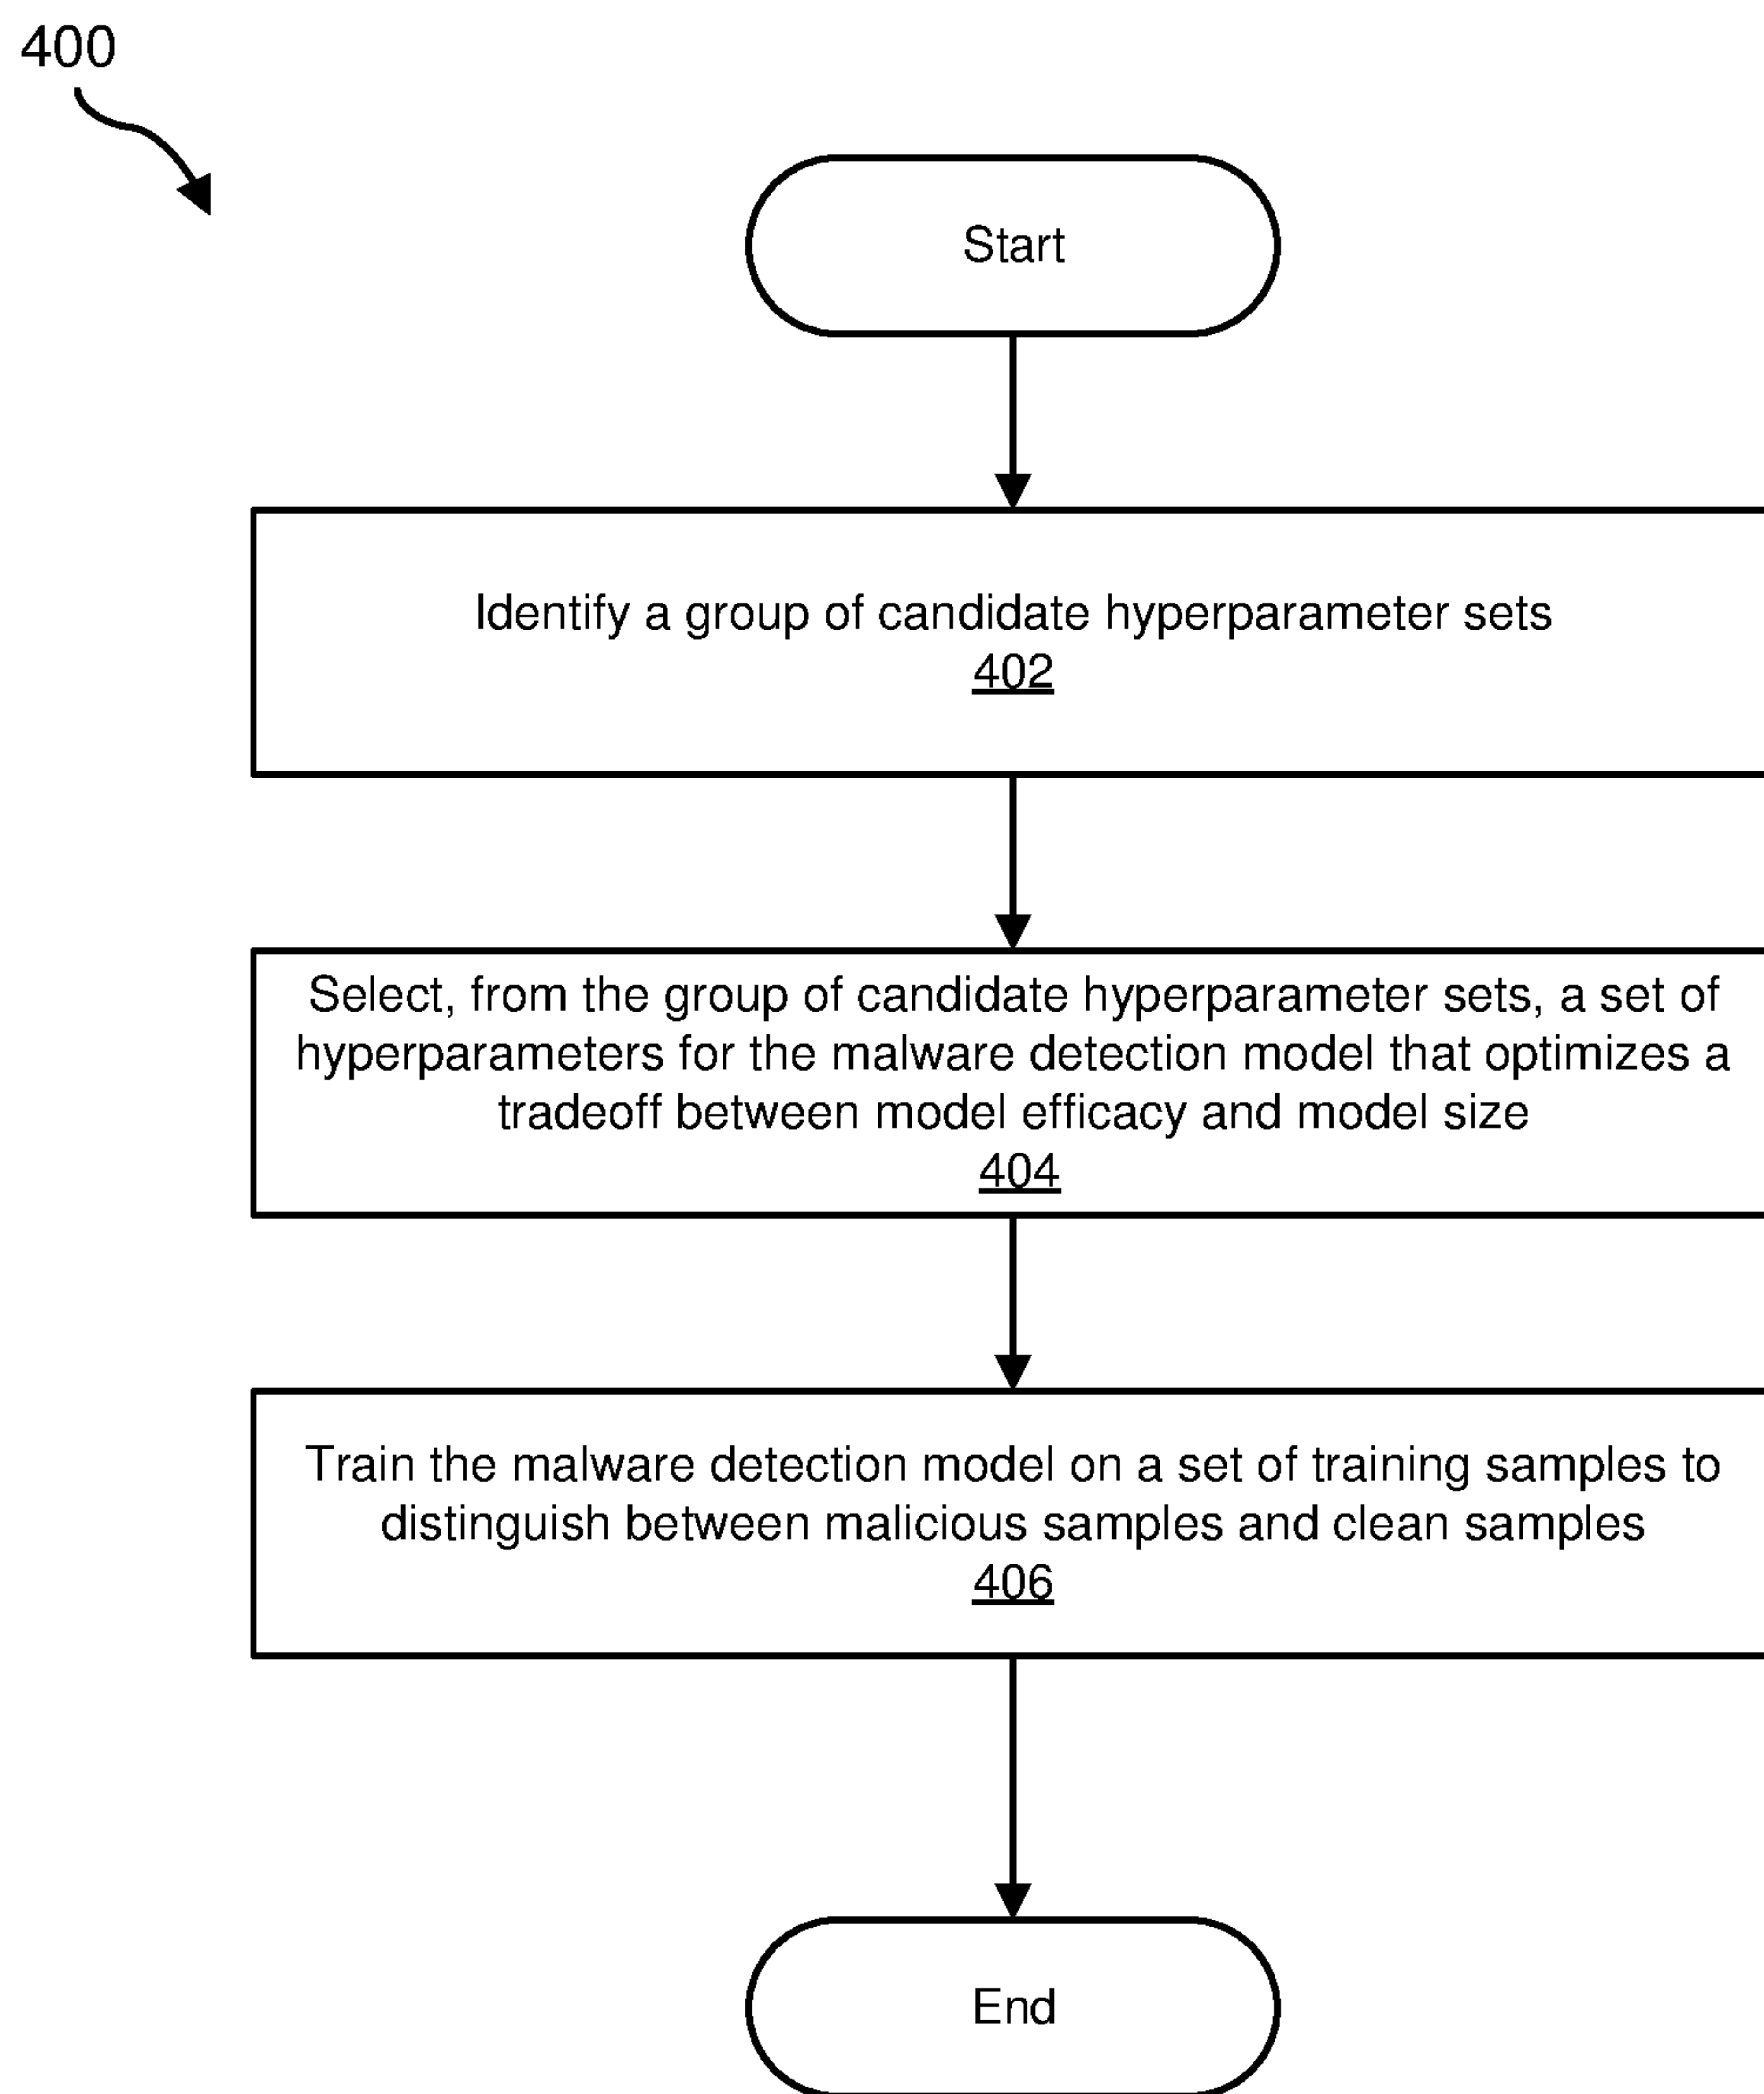 400
Start
Identify a group of candidate hyperparameter sets
402
Select, from the group of candidate hyperparameter sets, a set of
hyperparameters for the malware detection model that optimizes a
tradeoff between model efficacy and model size
404
Train the malware detection model on a set of training samples to
distinguish between malicious samples and clean samples
406
End